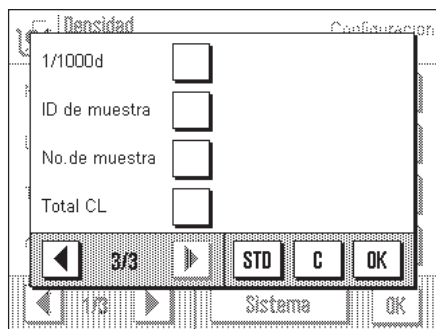 Densidad Configuracion
1/1000d
ID de muestra
No.de muestra
Total CL
3/3 STD C OK
1/3 Sistema OK